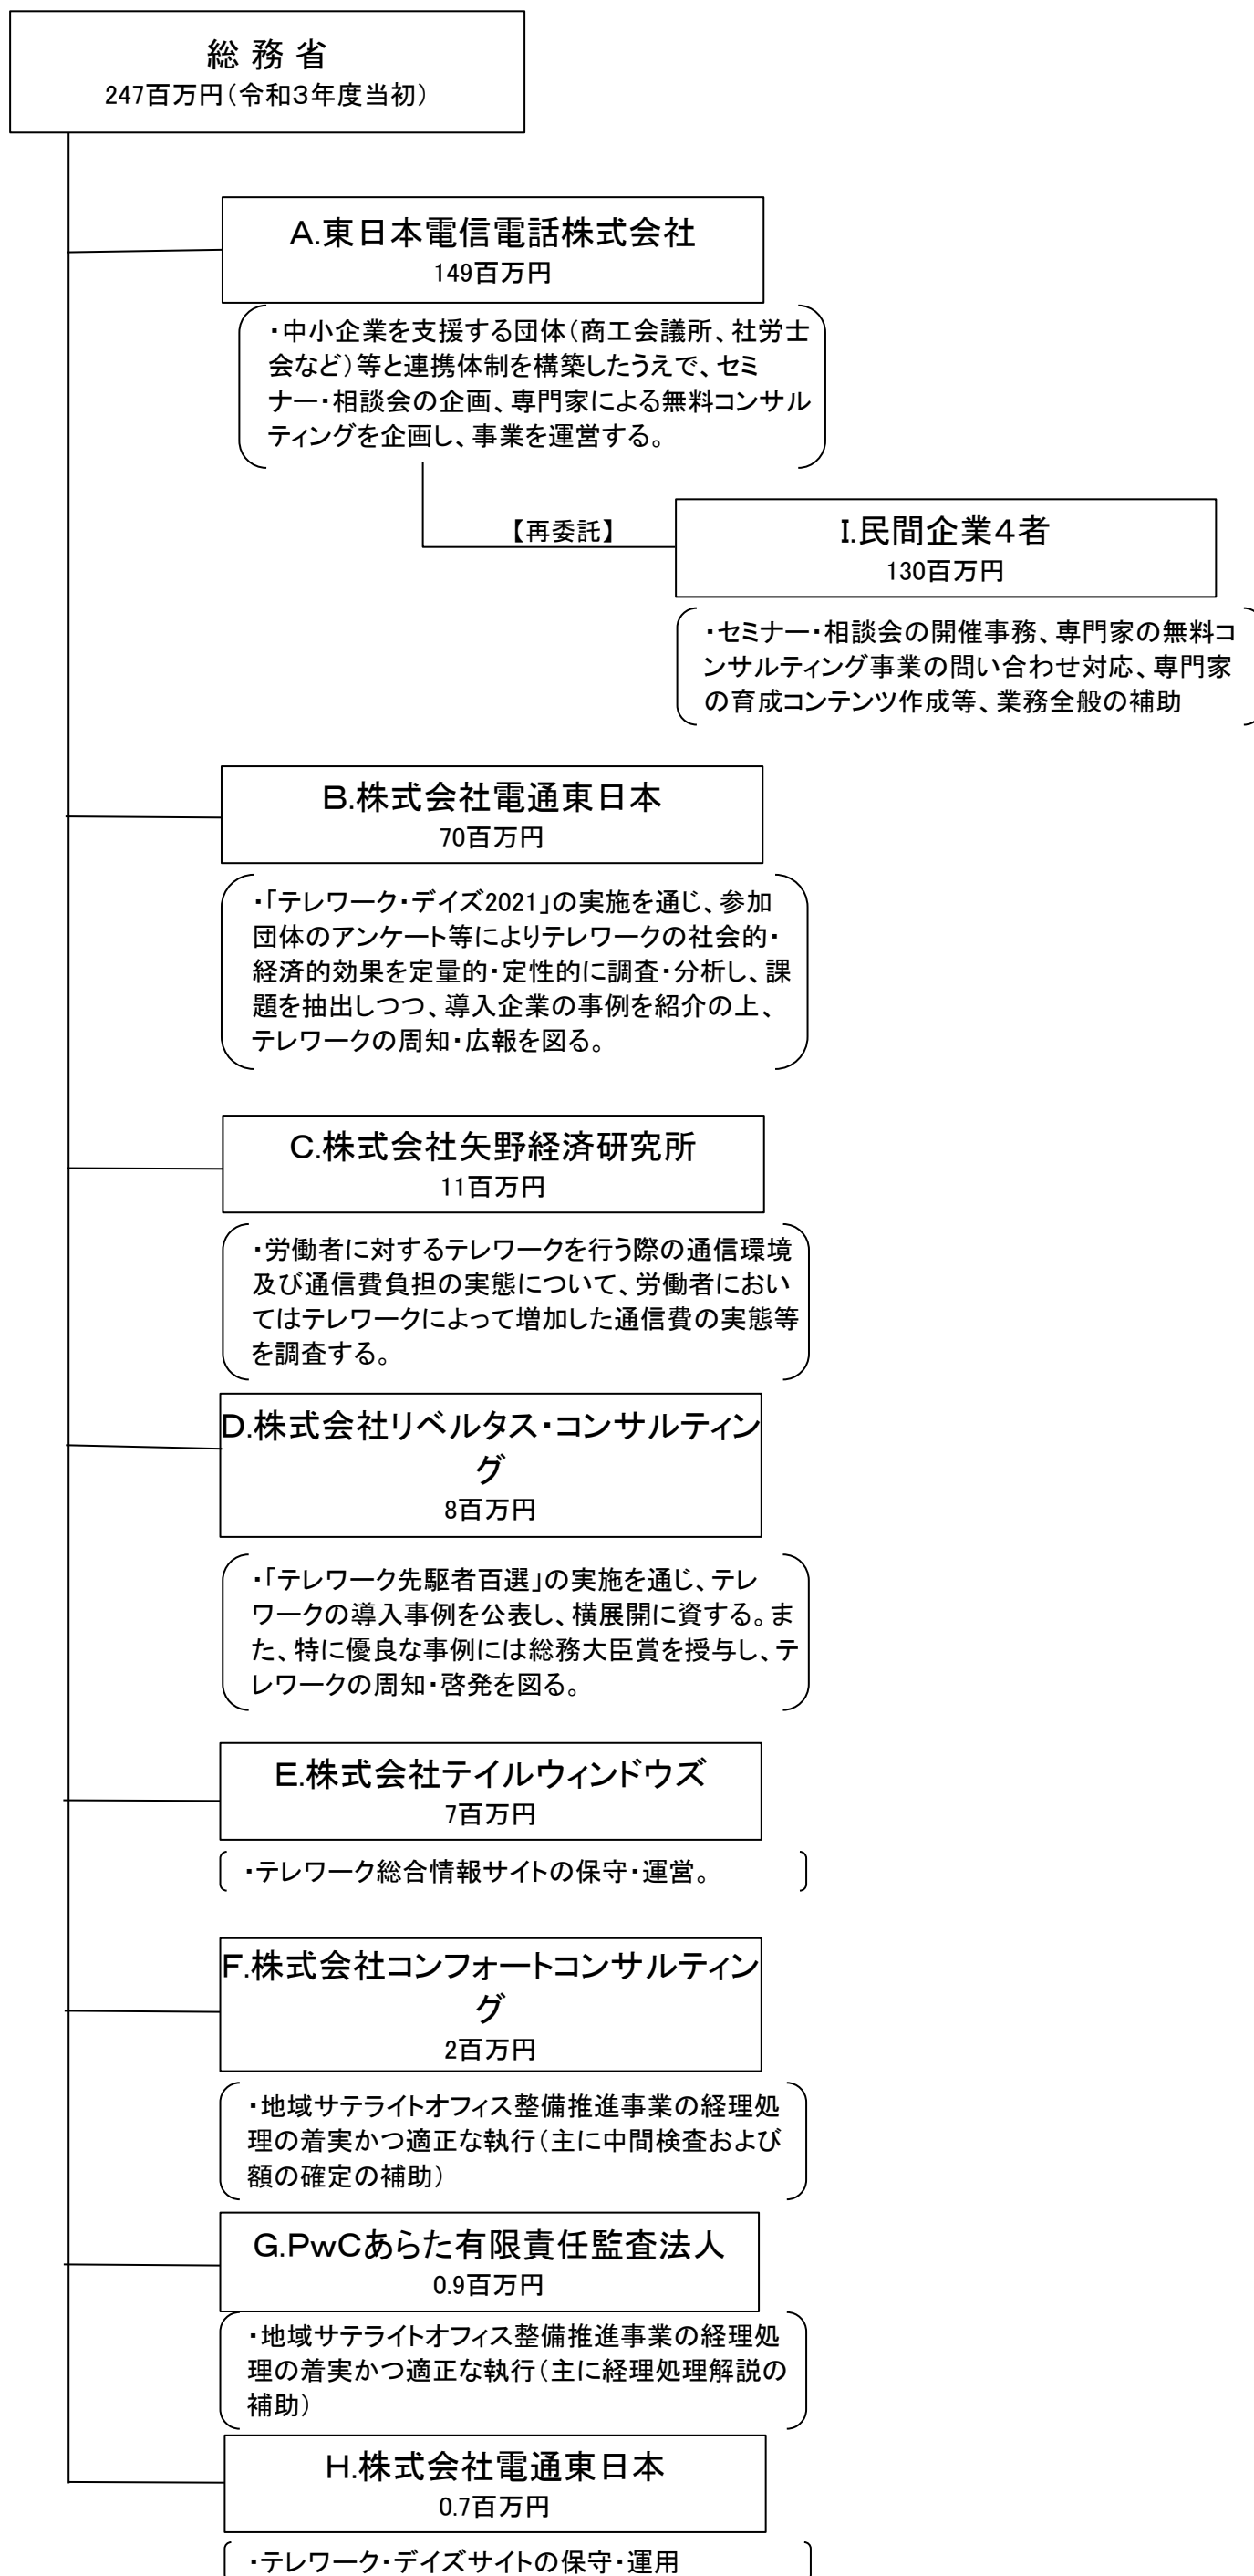 総 務 省
247百万円（令和３年度当初）
A.東日本電信電話株式会社
149百万円
・中小企業を支援する団体（商工会議所、社労士
会など）等と連携体制を構築したうえで、セミ
ナー・相談会の企画、専門家による無料コンサル
ティングを企画し、事業を運営する。
【再委託】
I.民間企業４者
130百万円
・セミナー・相談会の開催事務、専門家の無料コ
ンサルティング事業の問い合わせ対応、専門家
の育成コンテンツ作成等、業務全般の補助
B.株式会社電通東日本
70百万円
・「テレワーク・デイズ2021」の実施を通じ、参加
団体のアンケート等によりテレワークの社会的・
経済的効果を定量的・定性的に調査・分析し、課
題を抽出しつつ、導入企業の事例を紹介の上、
テレワークの周知・広報を図る。
C.株式会社矢野経済研究所
11百万円
・労働者に対するテレワークを行う際の通信環境
及び通信費負担の実態について、労働者におい
てはテレワークによって増加した通信費の実態等
を調査する。
D.株式会社リベルタス・コンサルティン
グ
8百万円
・「テレワーク先駆者百選」の実施を通じ、テレ
ワークの導入事例を公表し、横展開に資する。ま
た、特に優良な事例には総務大臣賞を授与し、テ
レワークの周知・啓発を図る。
E.株式会社テイルウィンドウズ
7百万円
・テレワーク総合情報サイトの保守・運営。
F.株式会社コンフォートコンサルティン
グ
2百万円
・地域サテライトオフィス整備推進事業の経理処
理の着実かつ適正な執行（主に中間検査および
額の確定の補助）
G.PwCあらた有限責任監査法人
0.9百万円
・地域サテライトオフィス整備推進事業の経理処
理の着実かつ適正な執行（主に経理処理解説の
補助）
H.株式会社電通東日本
0.7百万円
・テレワーク・デイズサイトの保守・運用